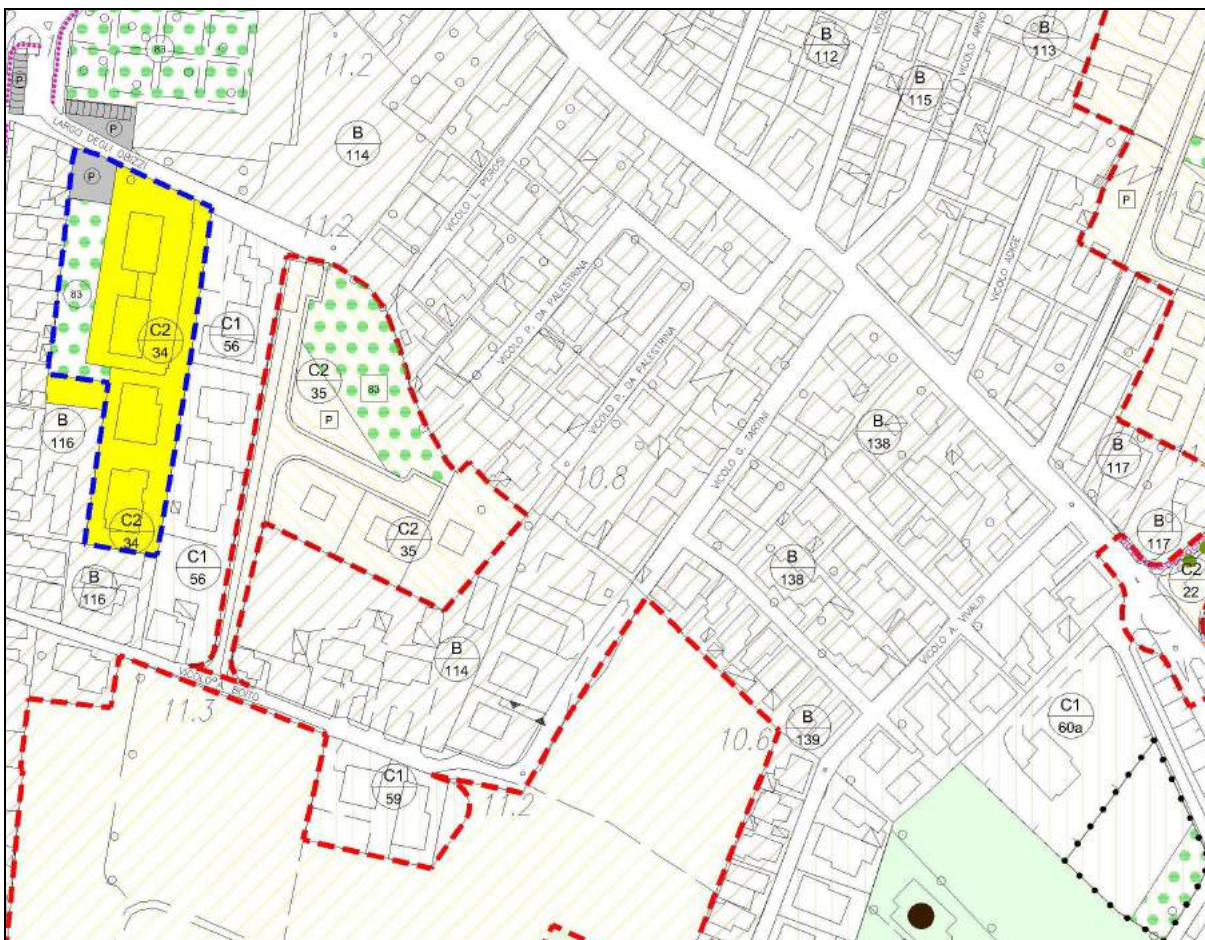 B
112
B
113
B
115
VICOLO ARNO
83
11.2
P
P
LARGO DEGLI OBIZZI
B
114
VICOLO L. PEROSI
P
P
11.2
VICOLO ADIGE
83
C2
34
C1
56
VICOLO P. DA PALESTRINA
VICOLO P. DA PALESTRINA
C2
35
83
P
VICOLO G. TARTINI
B
116
B
138
B
117
10.8
C2
34
C2
35
B
117
C1
56
B
116
B
138
C2
22
VICOLO A. VIVALDI
B
114
VICOLO A. BOITO
11.3
10.6
B
139
C1
60a
C1
59
11.2